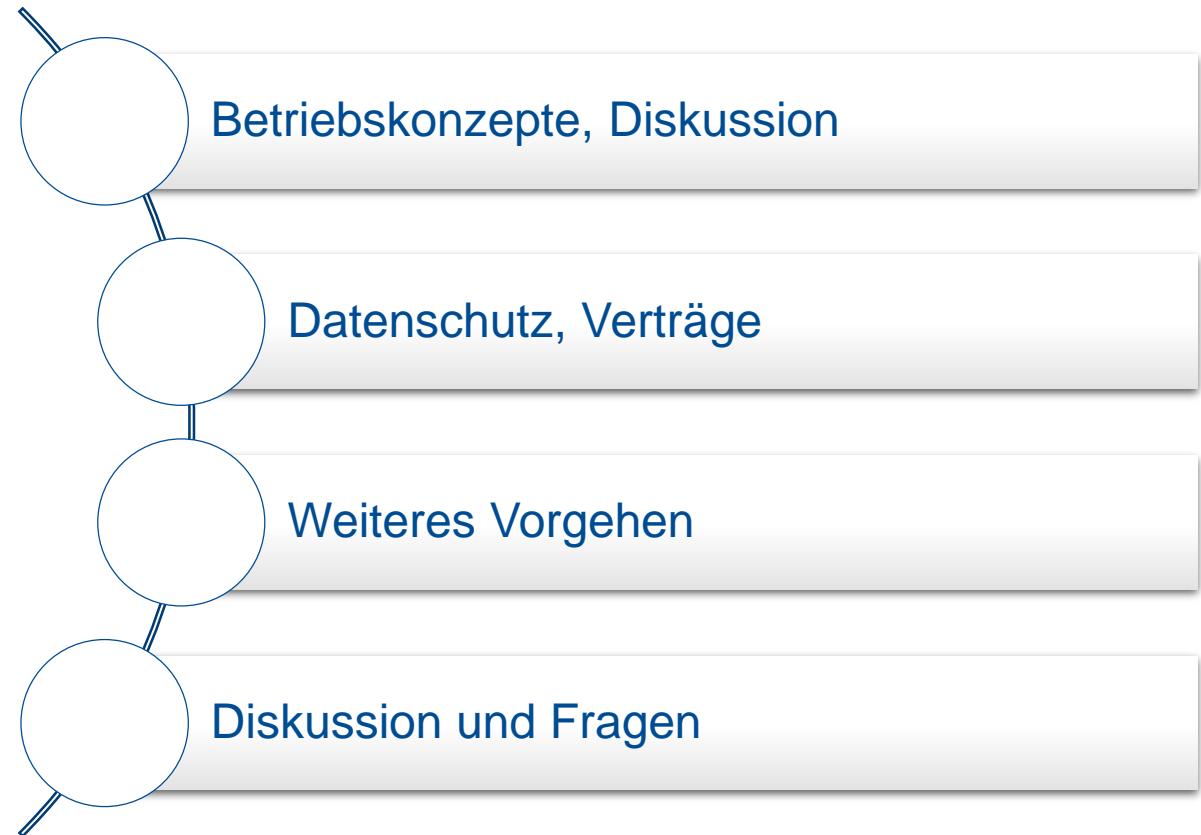 Betriebskonzepte, Diskussion
Datenschutz, Verträge
Weiteres Vorgehen
Diskussion und Fragen